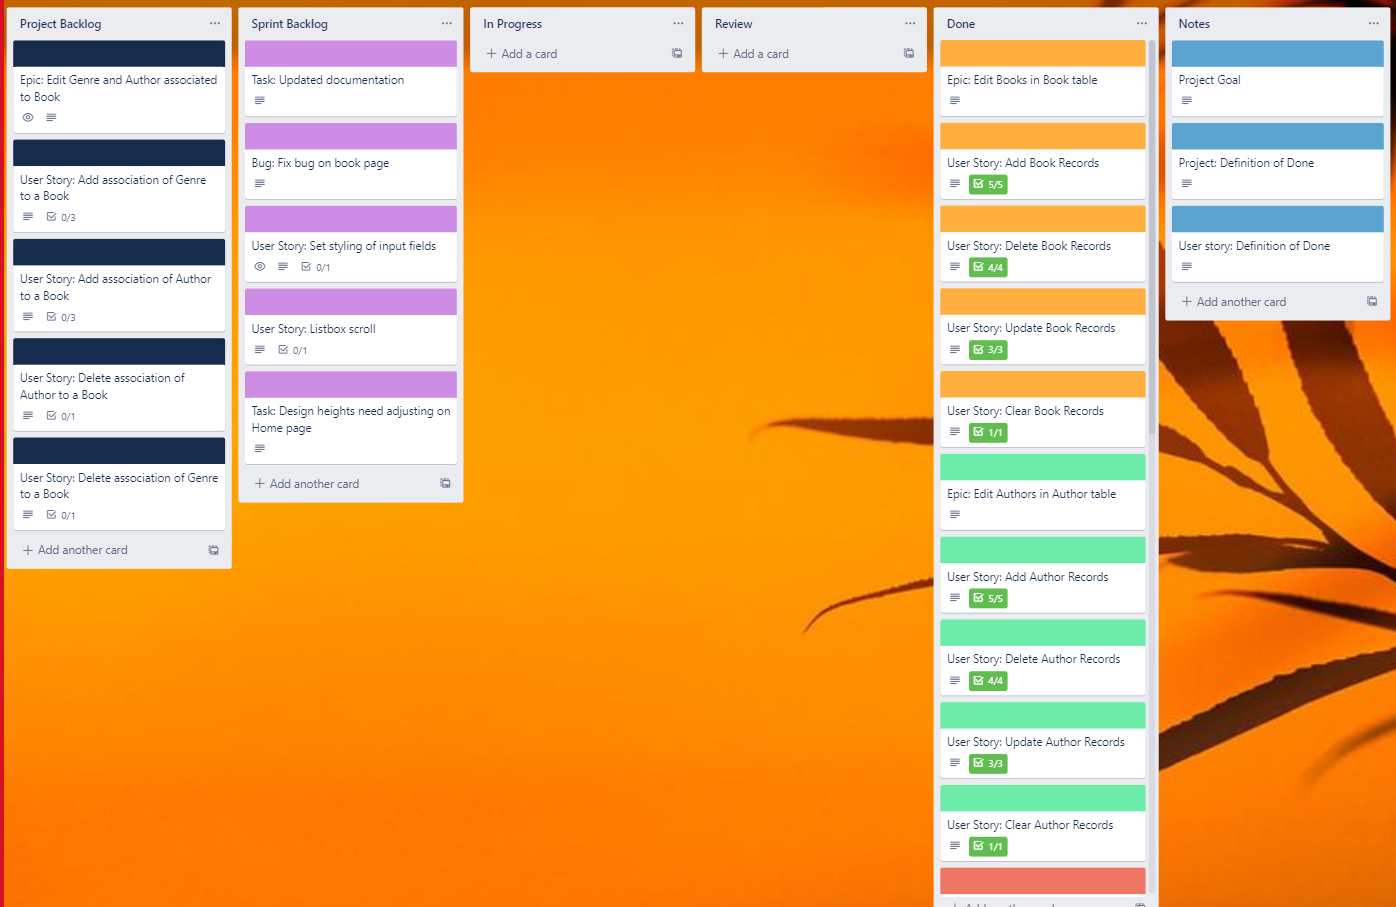 Project Backlog
Epic: Edit Genre and Author associated
to Book
User Story: Add association of Genre
to a Book
0/3
User Story: Add association of Author
to a Book
0/3
User Story: Delete association of
Author to a Book
0/1
User Story: Delete association of Genre
to a Book
0/1
+ Add another card
Sprint Backlog
Task: Updated documentation
Bug: Fix bug on book page
User Story: Set styling of input fields
0/1
User Story: Listbox scroll
0/1
Task: Design heights need adjusting on
Home page
+ Add another card
In Progress
+ Add a card
Review
+ Add a card
Done
Epic: Edit Books in Book table
User Story: Add Book Records
5/5
User Story: Delete Book Records
4/4
User Story: Update Book Records
3/3
User Story: Clear Book Records
1/1
Epic: Edit Authors in Author table
User Story: Add Author Records
5/5
User Story: Delete Author Records
4/4
User Story: Update Author Records
3/3
User Story: Clear Author Records
1/1
Notes
Project Goal
Project: Definition of Done
User story: Definition of Done
+ Add another card